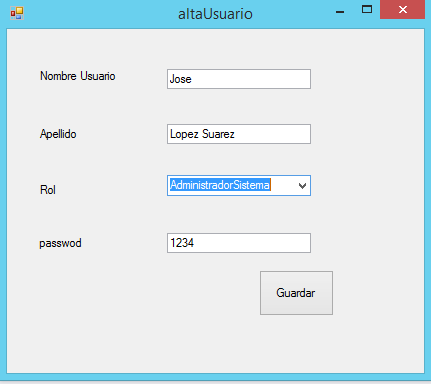 altaUsuario
Nombre Usuario Jose
Apellido Lopez Suarez
Rol AdministradorSistema
passwod 1234
Guardar